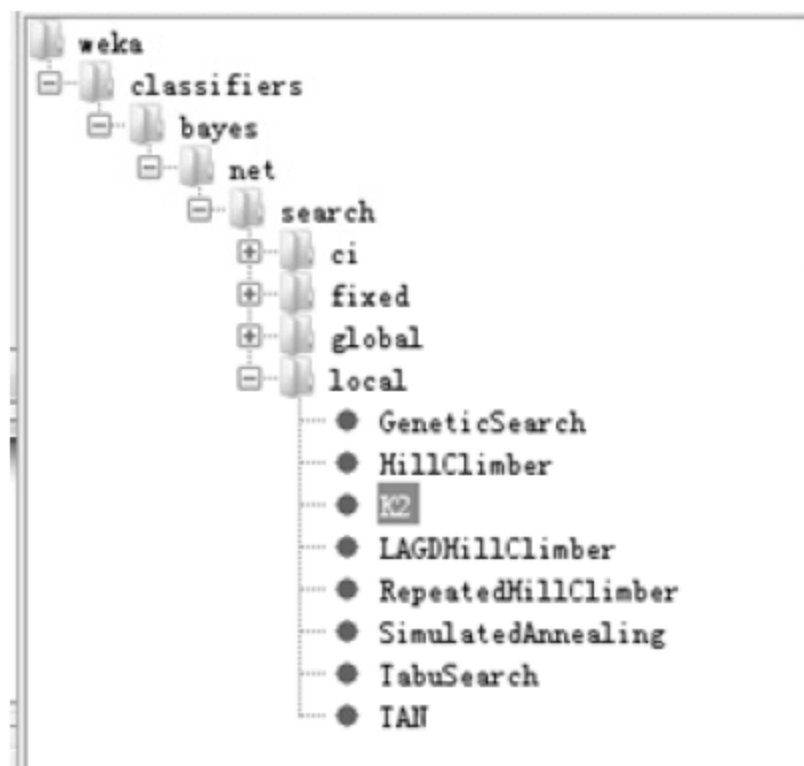 weka
classifiers
bayes
net
search
ci
fixed
global
local
GeneticSearch
HillClimber
K2
LAGDHillClimber
RepeatedHillClimber
SimulatedAnnealing
TabuSearch
TAN